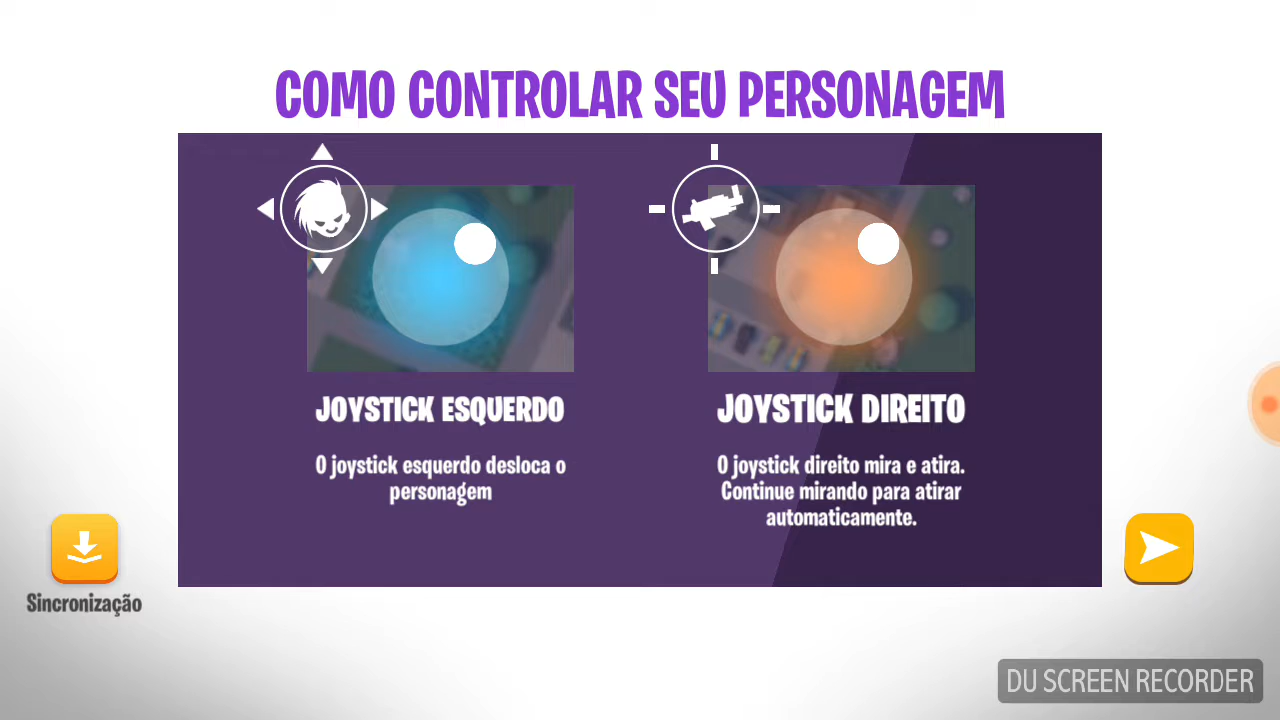 COMO CONTROLAR SEU PERSONAGEM
JOYSTICK ESQUERDO
O joystick esquerdo desloca o
personagem
JOYSTICK DIREITO
O joystick direito mira e atira.
Continue mirando para atirar
automaticamente.
Sincronização
DU SCREEN RECORDER